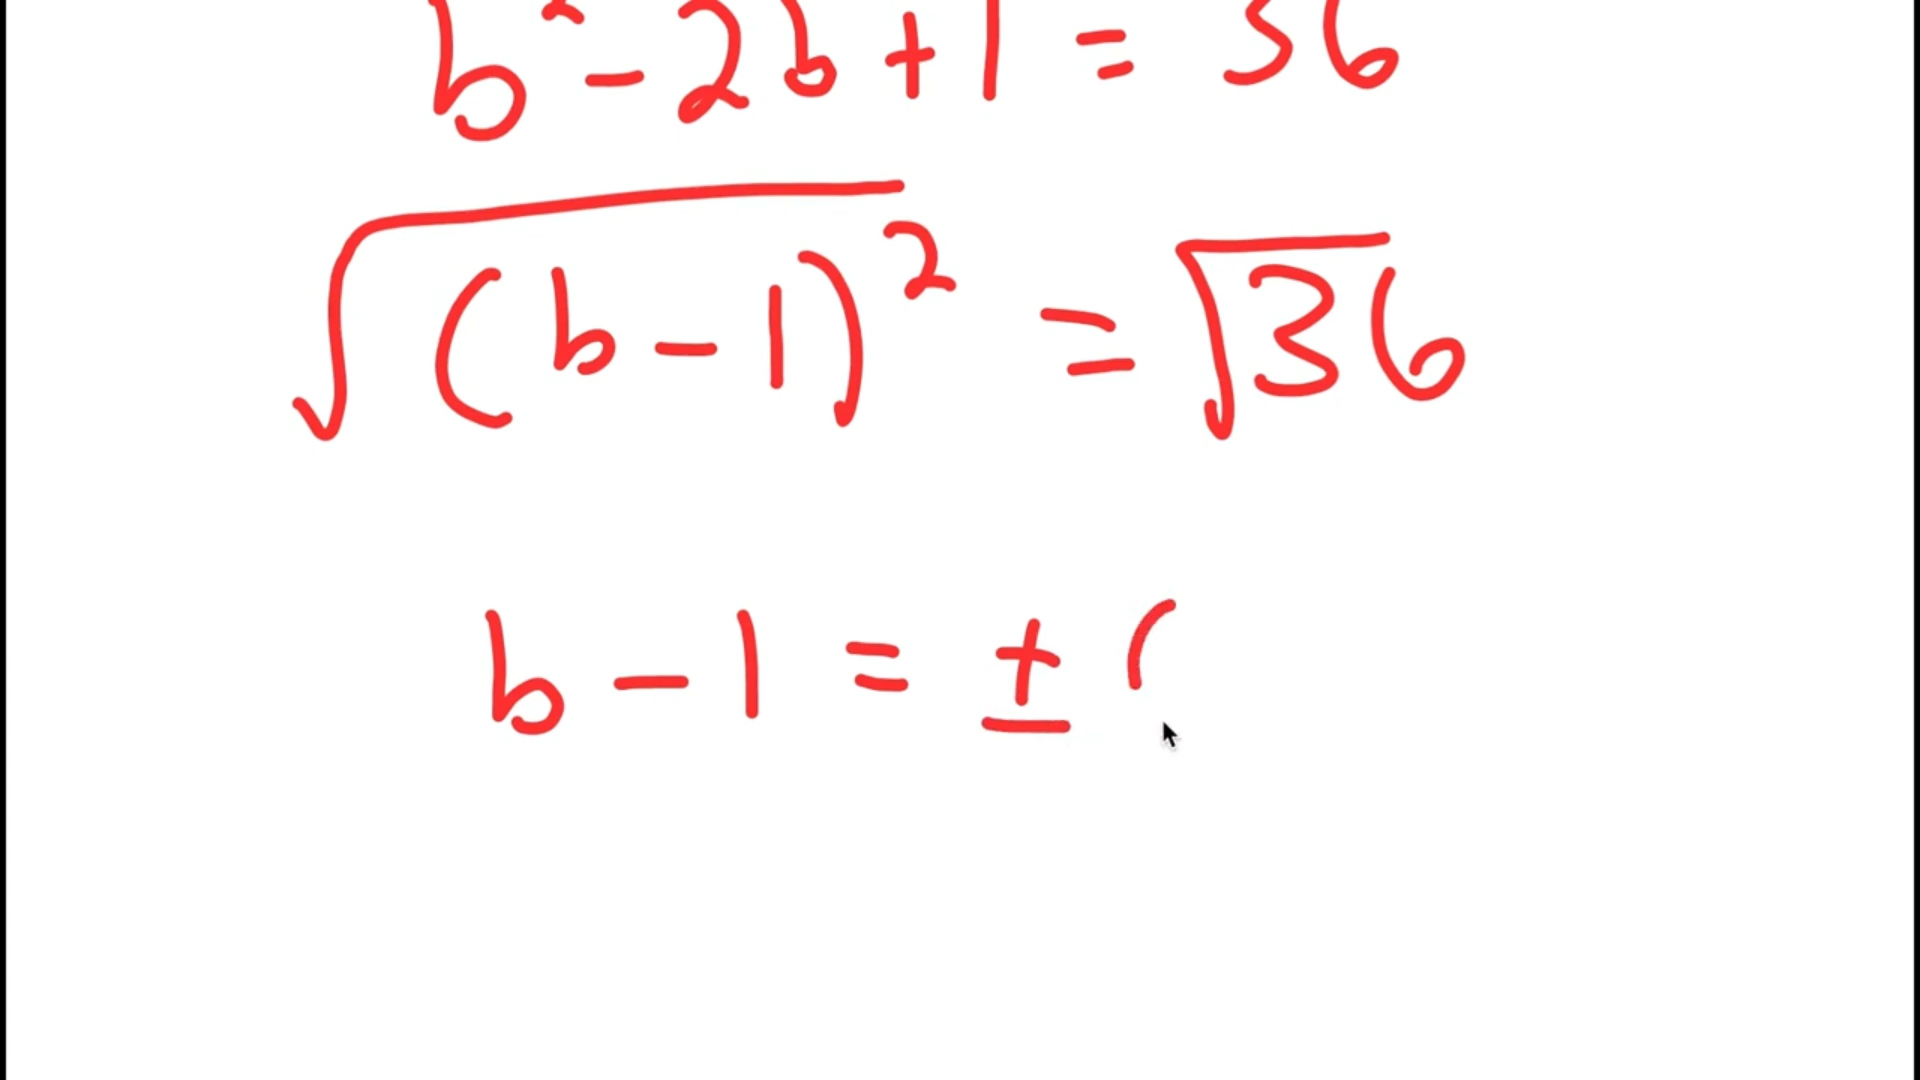 b² - 2b + 1 = 36
√(b - 1)² = √36
b - 1 = ± (